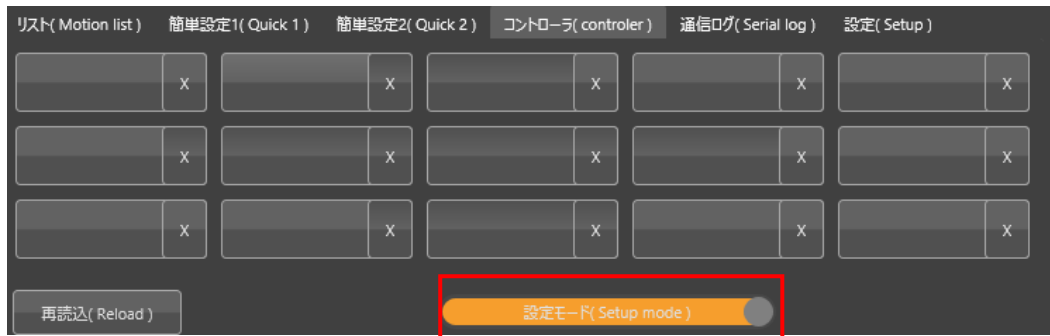 リスト( Motion list ) 簡単設定1( Quick 1 ) 簡単設定2( Quick 2 ) コントローラ( controler ) 通信ログ( Serial log ) 設定( Setup )
X X X X X
X X X X X
X X X X X
再読込( Reload ) 設定モード( Setup mode )